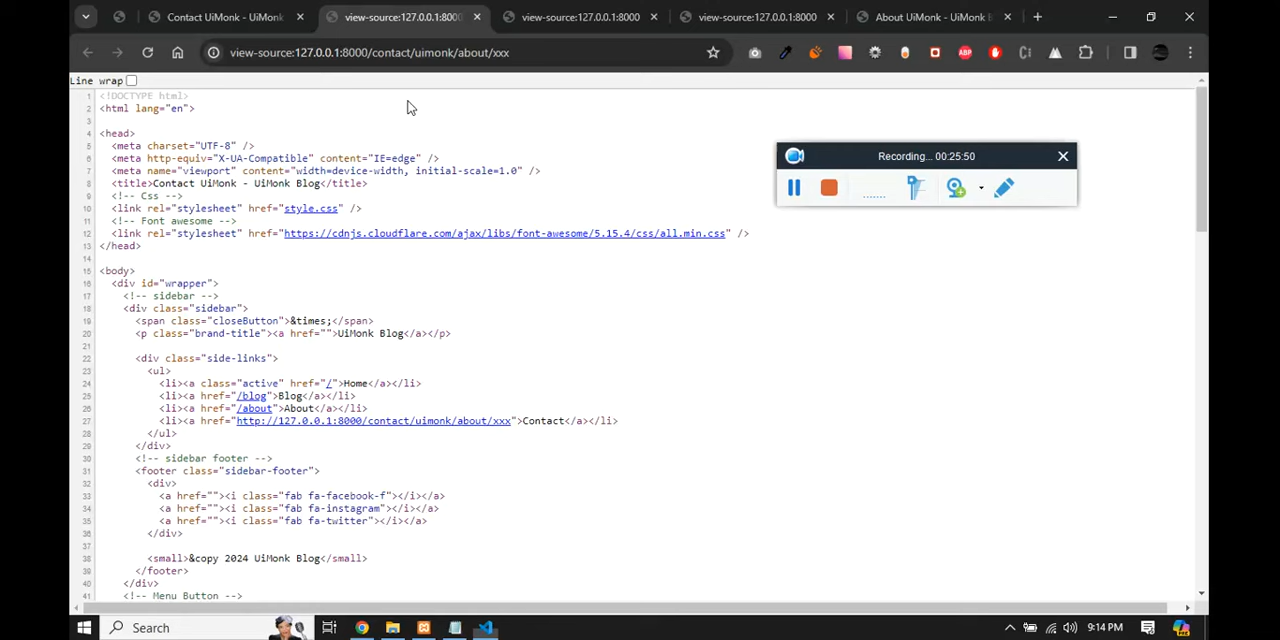 Contact UiMonk - UiMonk
view-source:127.0.0.1:8000
view-source:127.0.0.1:8000
view-source:127.0.0.1:8000
About UiMonk - UiMonk B
view-source:127.0.0.1:8000/contact/uimonk/about/xxx
Line wrap
1 <!DOCTYPE html>
2 <html lang="en">
3
4 <head>
5 <meta charset="UTF-8" />
6 <meta http-equiv="X-UA-Compatible" content="IE=edge" />
7 <meta name="viewport" content="width=device-width, initial-scale=1.0" />
8 <title>Contact UiMonk - UiMonk Blog</title>
9 <!-- Css -->
10 <link rel="stylesheet" href="style.css" />
11 <!-- Font awesome -->
12 <link rel="stylesheet" href="https://cdnjs.cloudflare.com/ajax/libs/font-awesome/5.15.4/css/all.min.css" />
13 </head>
14
15 <body>
16 <div id="wrapper">
17 <!-- sidebar -->
18 <div class="sidebar">
19 <span class="closeButton">&times;</span>
20 <p class="brand-title"><a href="">UiMonk Blog</a></p>
21
22 <div class="side-links">
23 <ul>
24 <li><a class="active" href="/">Home</a></li>
25 <li><a href="/blog">Blog</a></li>
26 <li><a href="/about">About</a></li>
27 <li><a href="http://127.0.0.1:8000/contact/uimonk/about/xxx">Contact</a></li>
28 </ul>
29 </div>
30 <!-- sidebar footer -->
31 <footer class="sidebar-footer">
32 <div>
33 <a href=""><i class="fab fa-facebook-f"></i></a>
34 <a href=""><i class="fab fa-instagram"></i></a>
35 <a href=""><i class="fab fa-twitter"></i></a>
36 </div>
37
38 <small>&copy 2024 UiMonk Blog</small>
39 </footer>
40 </div>
41 <!-- Menu Button -->
Recording... 00:25:50
ABP
Search
9:14 PM